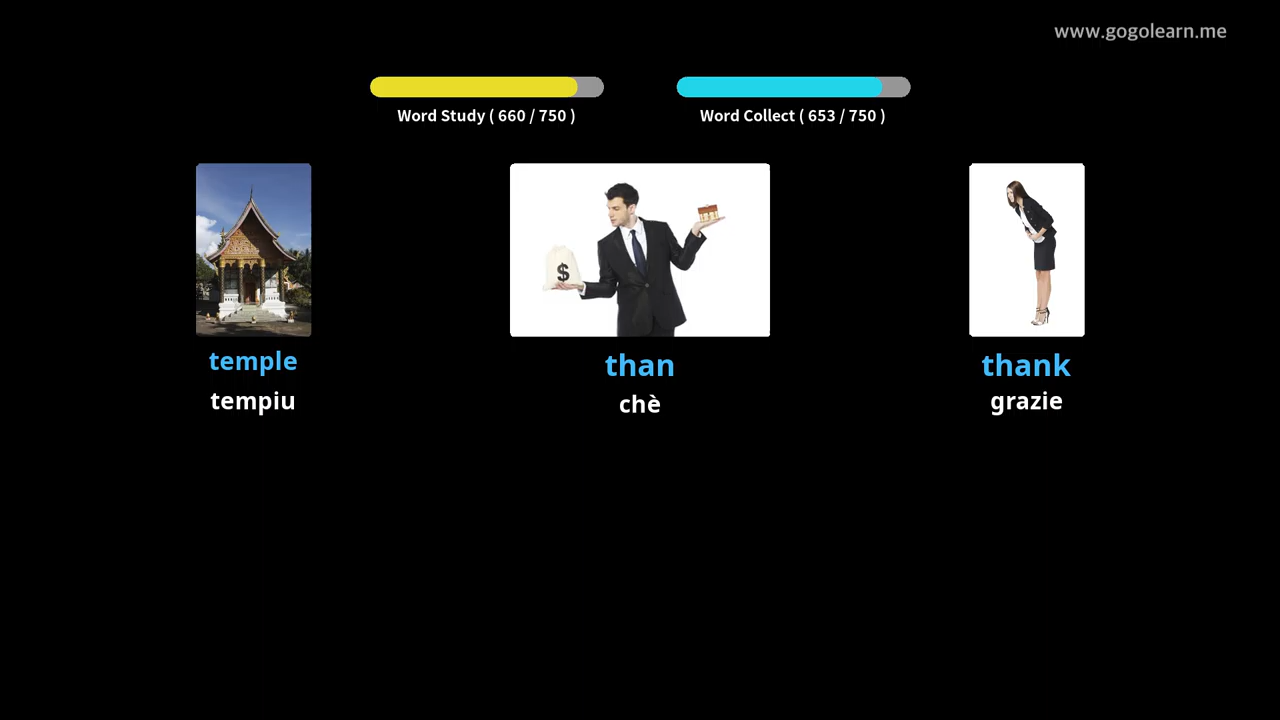 www.gogolearn.me
Word Study ( 660 / 750 )
Word Collect ( 653 / 750 )
$
temple
than
thank
tempiu
chè
grazie